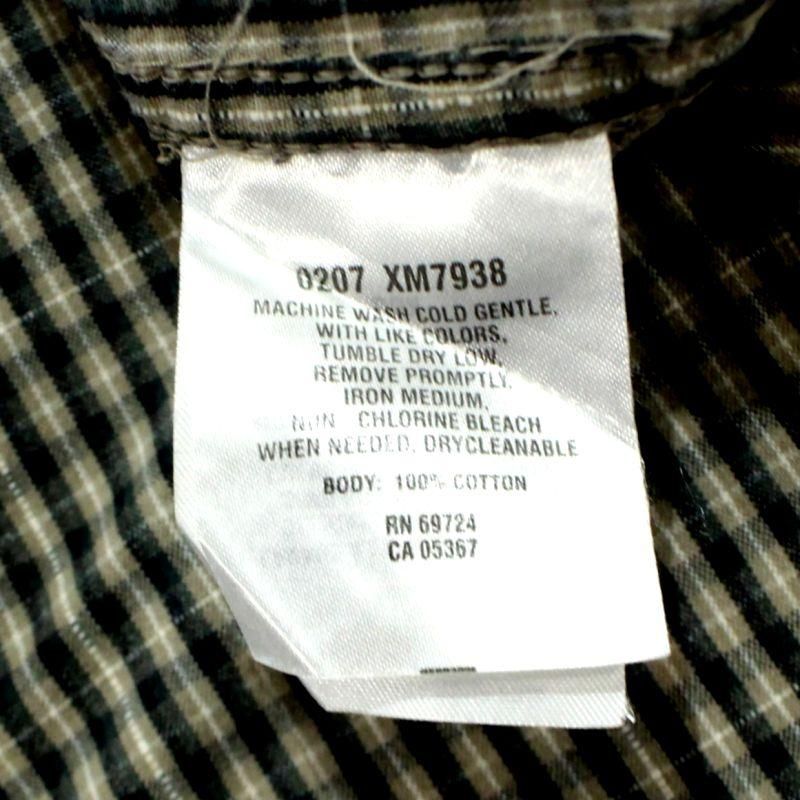 0207 XM7938
MACHINE WASH COLD GENTLE,
WITH LIKE COLORS,
TUMBLE DRY LOW,
REMOVE PROMPTLY,
IRON MEDIUM,
NON CHLORINE BLEACH
WHEN NEEDED, DRYCLEANABLE
BODY: 100% COTTON
RN 69724
CA 05367